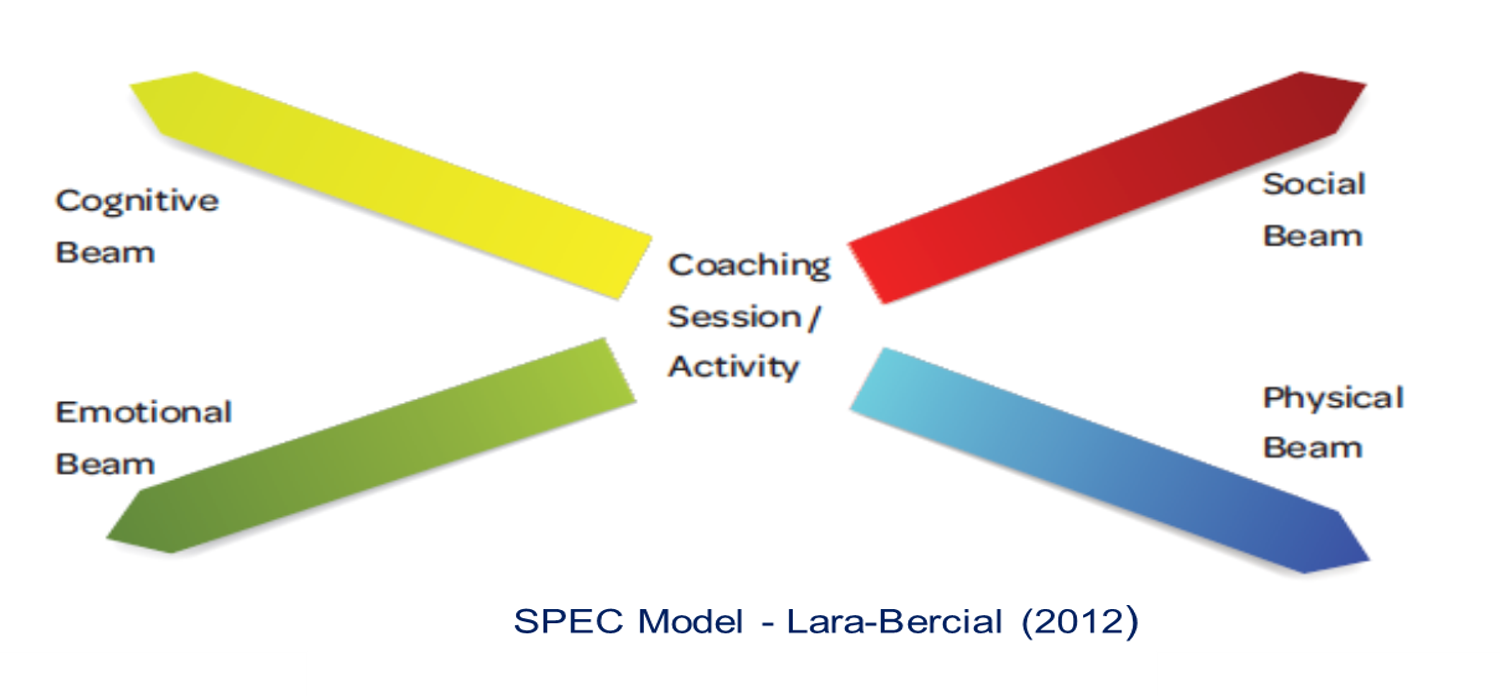 Cognitive
Beam
Social
Beam
Coaching
Session /
Activity
Emotional
Beam
Physical
Beam
SPEC Model - Lara-Bercial (2012)